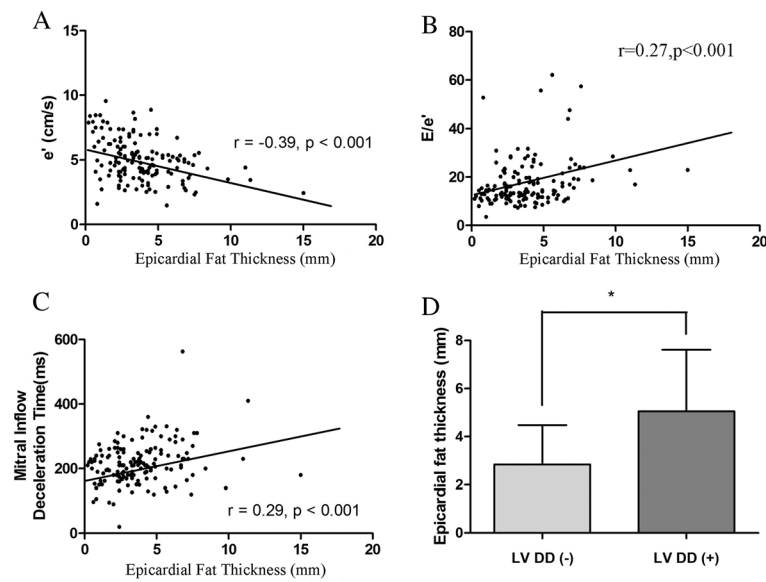 A
15
10
5
0
e' (cm/s)
r = -0.39, p < 0.001
0 5 10 15 20
Epicardial Fat Thickness (mm)
B
80
60
40
20
0
E/e'
r=0.27,p<0.001
0 5 10 15 20
Epicardial Fat Thickness (mm)
C
600
400
200
0
Mitral Inflow
Deceleration Time(ms)
r = 0.29, p < 0.001
0 5 10 15 20
Epicardial Fat Thickness (mm)
D
*
8
6
4
2
0
Epicardial fat thickness (mm)
LV DD (-) LV DD (+)